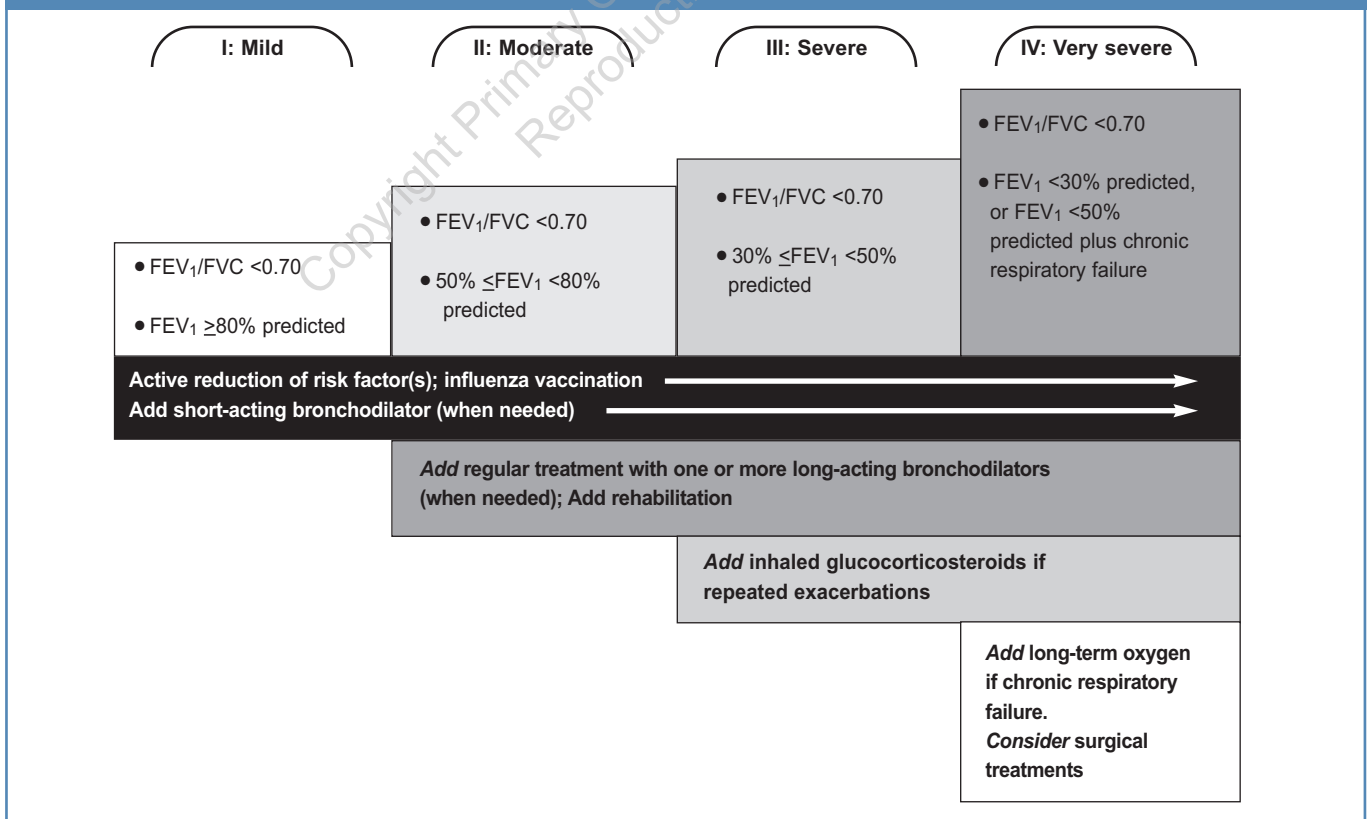 I: Mild
II: Moderate
III: Severe
IV: Very severe
● FEV₁/FVC <0.70
● FEV₁ ≥80% predicted
● FEV₁/FVC <0.70
● 50% ≤FEV₁ <80%
predicted
● FEV₁/FVC <0.70
● 30% ≤FEV₁ <50%
predicted
● FEV₁/FVC <0.70
● FEV₁ <30% predicted,
or FEV₁ <50%
predicted plus chronic
respiratory failure
Active reduction of risk factor(s); influenza vaccination
Add short-acting bronchodilator (when needed)
Add regular treatment with one or more long-acting bronchodilators
(when needed); Add rehabilitation
Add inhaled glucocorticosteroids if
repeated exacerbations
Add long-term oxygen
if chronic respiratory
failure.
Consider surgical
treatments
Copyright Primary